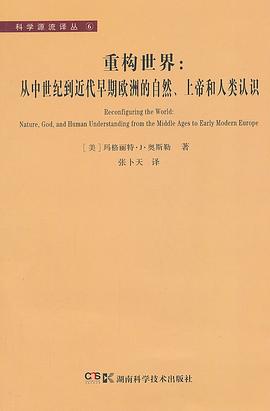 科学源流译丛 ⑥
重构世界:
从中世纪到近代早期欧洲的自然、上帝和人类认识
Reconfiguring the World:
Nature, God, and Human Understanding from the Middle Ages to Early Modern Europe
[美] 玛格丽特·J·奥斯勒 著
张卜天 译
CS 湖南科学技术出版社